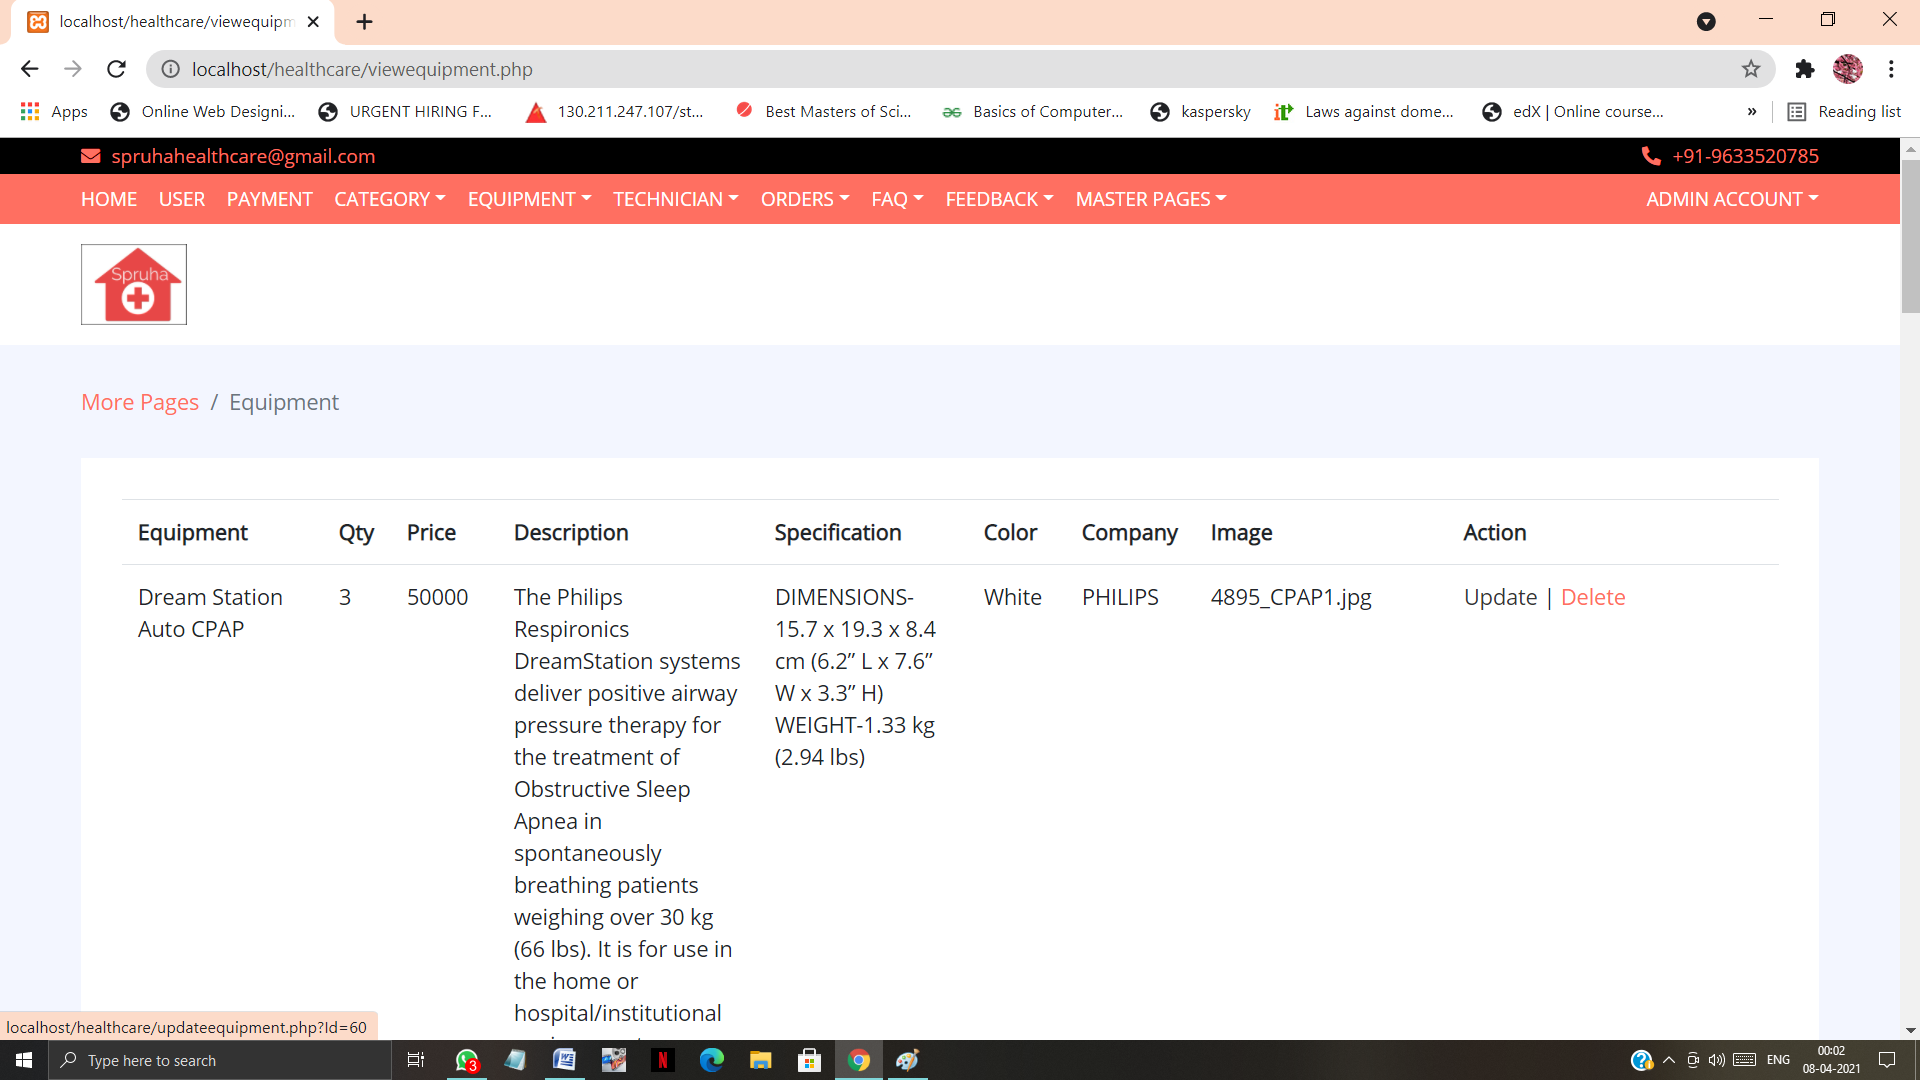 localhost/healthcare/viewequipm
localhost/healthcare/viewequipment.php
Apps Online Web Designi... URGENT HIRING F... 130.211.247.107/st... Best Masters of Sci... Basics of Computer... kaspersky Laws against dome... edX | Online course... » Reading list
spruhahealthcare@gmail.com +91-9633520785
HOME USER PAYMENT CATEGORY EQUIPMENT TECHNICIAN ORDERS FAQ FEEDBACK MASTER PAGES ADMIN ACCOUNT
Spruha
More Pages / Equipment
Equipment Qty Price Description Specification Color Company Image Action
Dream Station 3 50000 The Philips DIMENSIONS- White PHILIPS 4895_CPAP1.jpg Update | Delete
Auto CPAP Respironics 15.7 x 19.3 x 8.4
DreamStation systems cm (6.2” L x 7.6”
deliver positive airway W x 3.3” H)
pressure therapy for WEIGHT-1.33 kg
the treatment of (2.94 lbs)
Obstructive Sleep
Apnea in
spontaneously
breathing patients
weighing over 30 kg
(66 lbs). It is for use in
the home or
hospital/institutional
localhost/healthcare/updateequipment.php?Id=60
Type here to search 3 ENG 00:02
08-04-2021